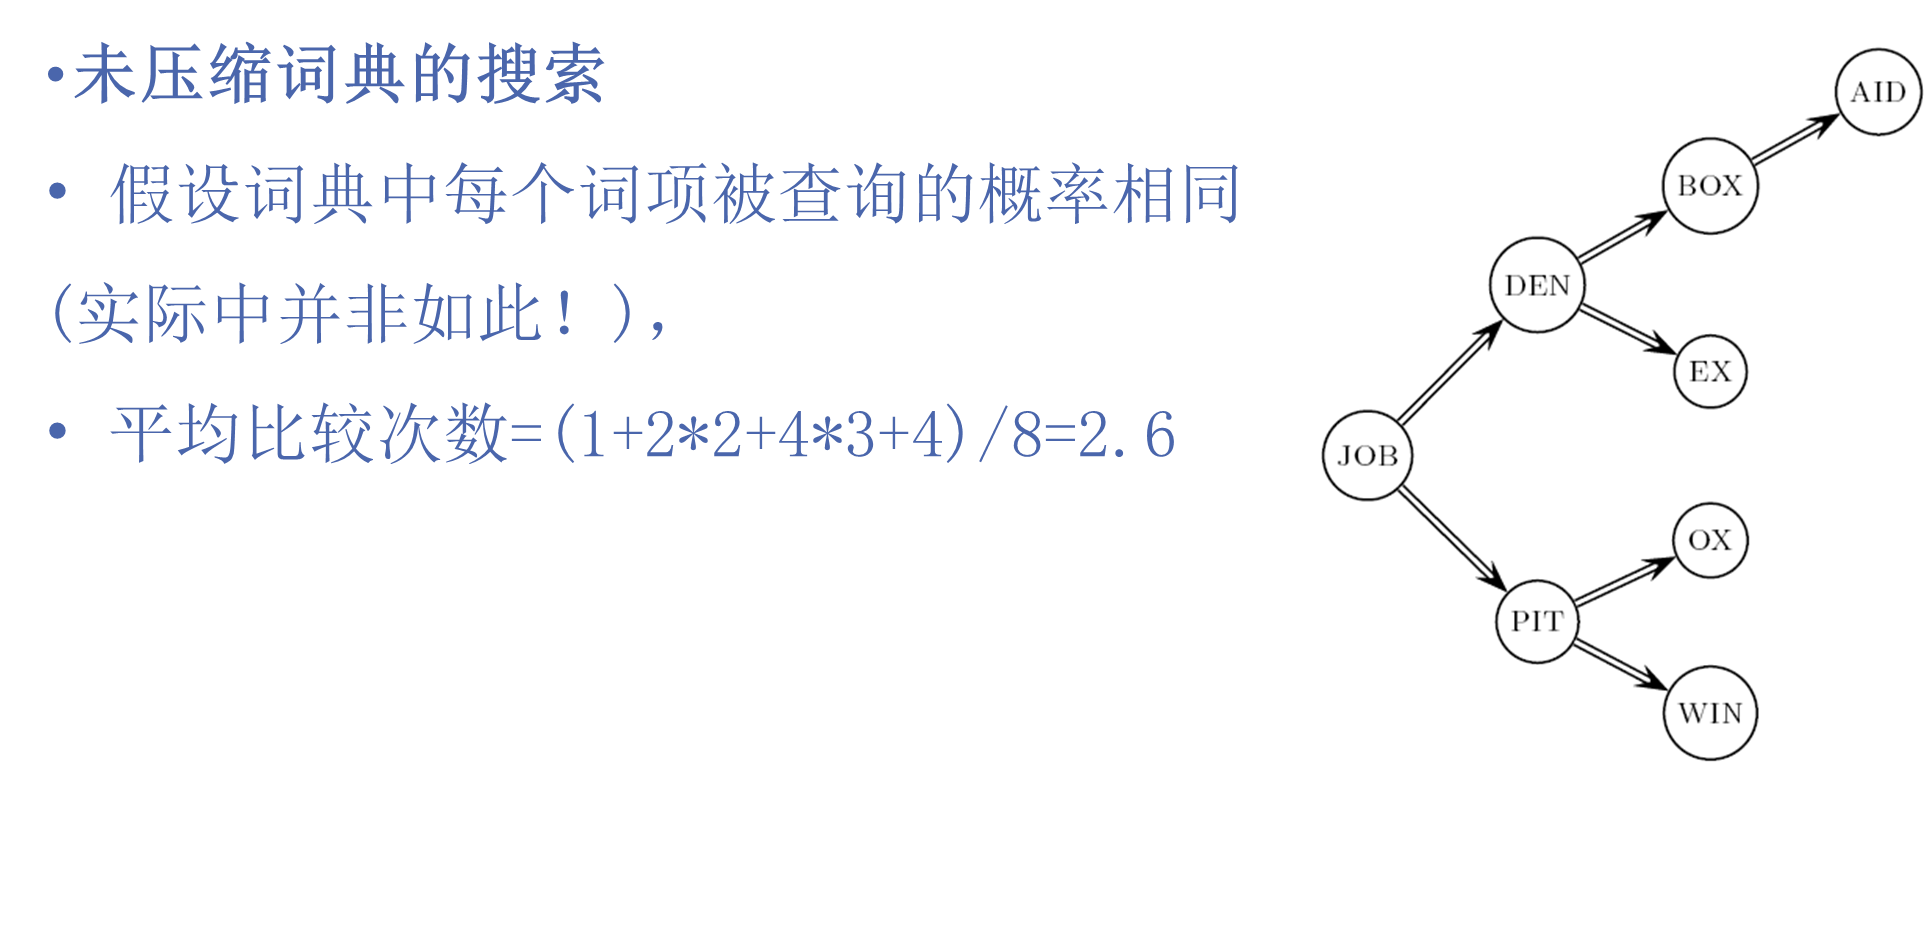 •未压缩词典的搜索
• 假设词典中每个词项被查询的概率相同
(实际中并非如此！),
• 平均比较次数=(1+2*2+4*3+4)/8=2.6
AID
BOX
DEN
EX
JOB
OX
PIT
WIN